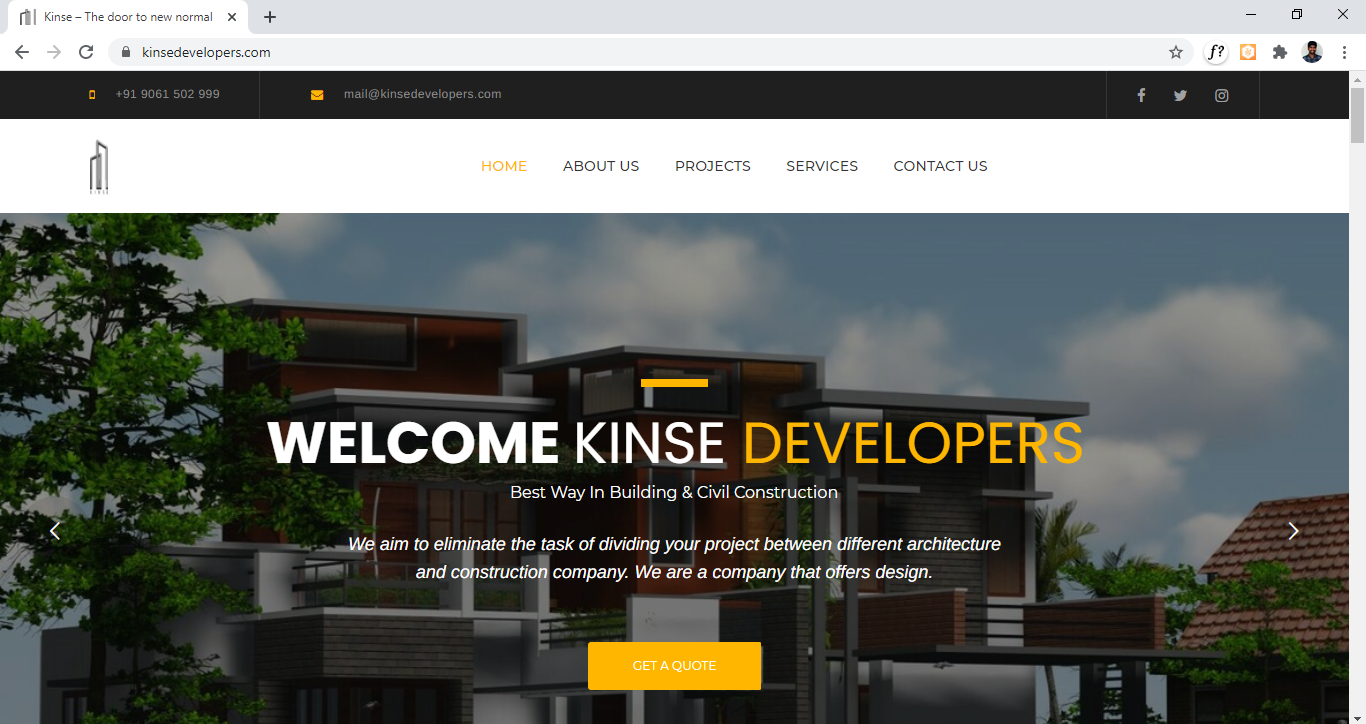 Kinse – The door to new normal
kinsedevelopers.com
f?
+91 9061 502 999
mail@kinsedevelopers.com
KINSE
HOME
ABOUT US
PROJECTS
SERVICES
CONTACT US
WELCOME KINSE DEVELOPERS
Best Way In Building & Civil Construction
We aim to eliminate the task of dividing your project between different architecture
and construction company. We are a company that offers design.
GET A QUOTE